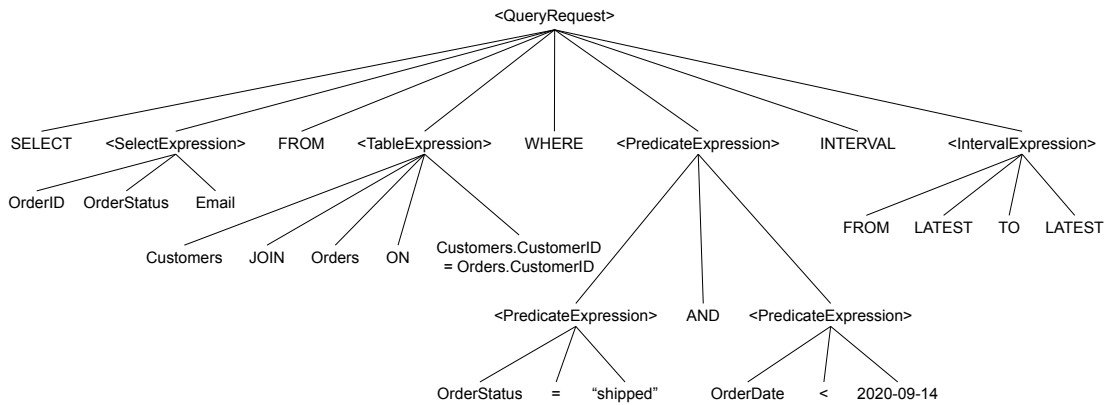 <QueryRequest>
SELECT <SelectExpression> FROM <TableExpression> WHERE <PredicateExpression> INTERVAL <IntervalExpression>
OrderID OrderStatus Email
FROM LATEST TO LATEST
Customers JOIN Orders ON Customers.CustomerID
= Orders.CustomerID
<PredicateExpression> AND <PredicateExpression>
OrderStatus = “shipped” OrderDate < 2020-09-14